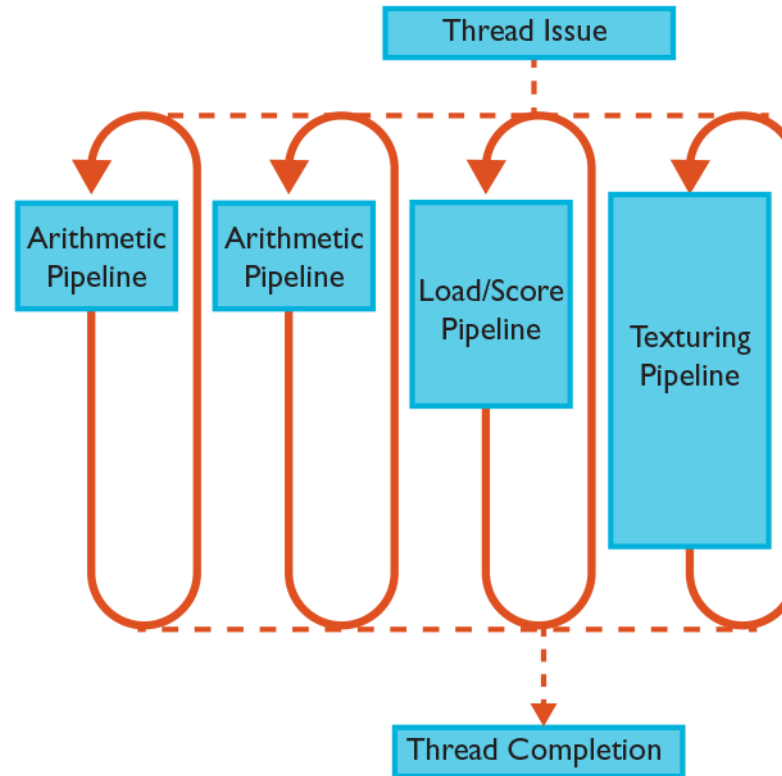 Thread Issue
Arithmetic
Pipeline
Arithmetic
Pipeline
Load/Score
Pipeline
Texturing
Pipeline
Thread Completion